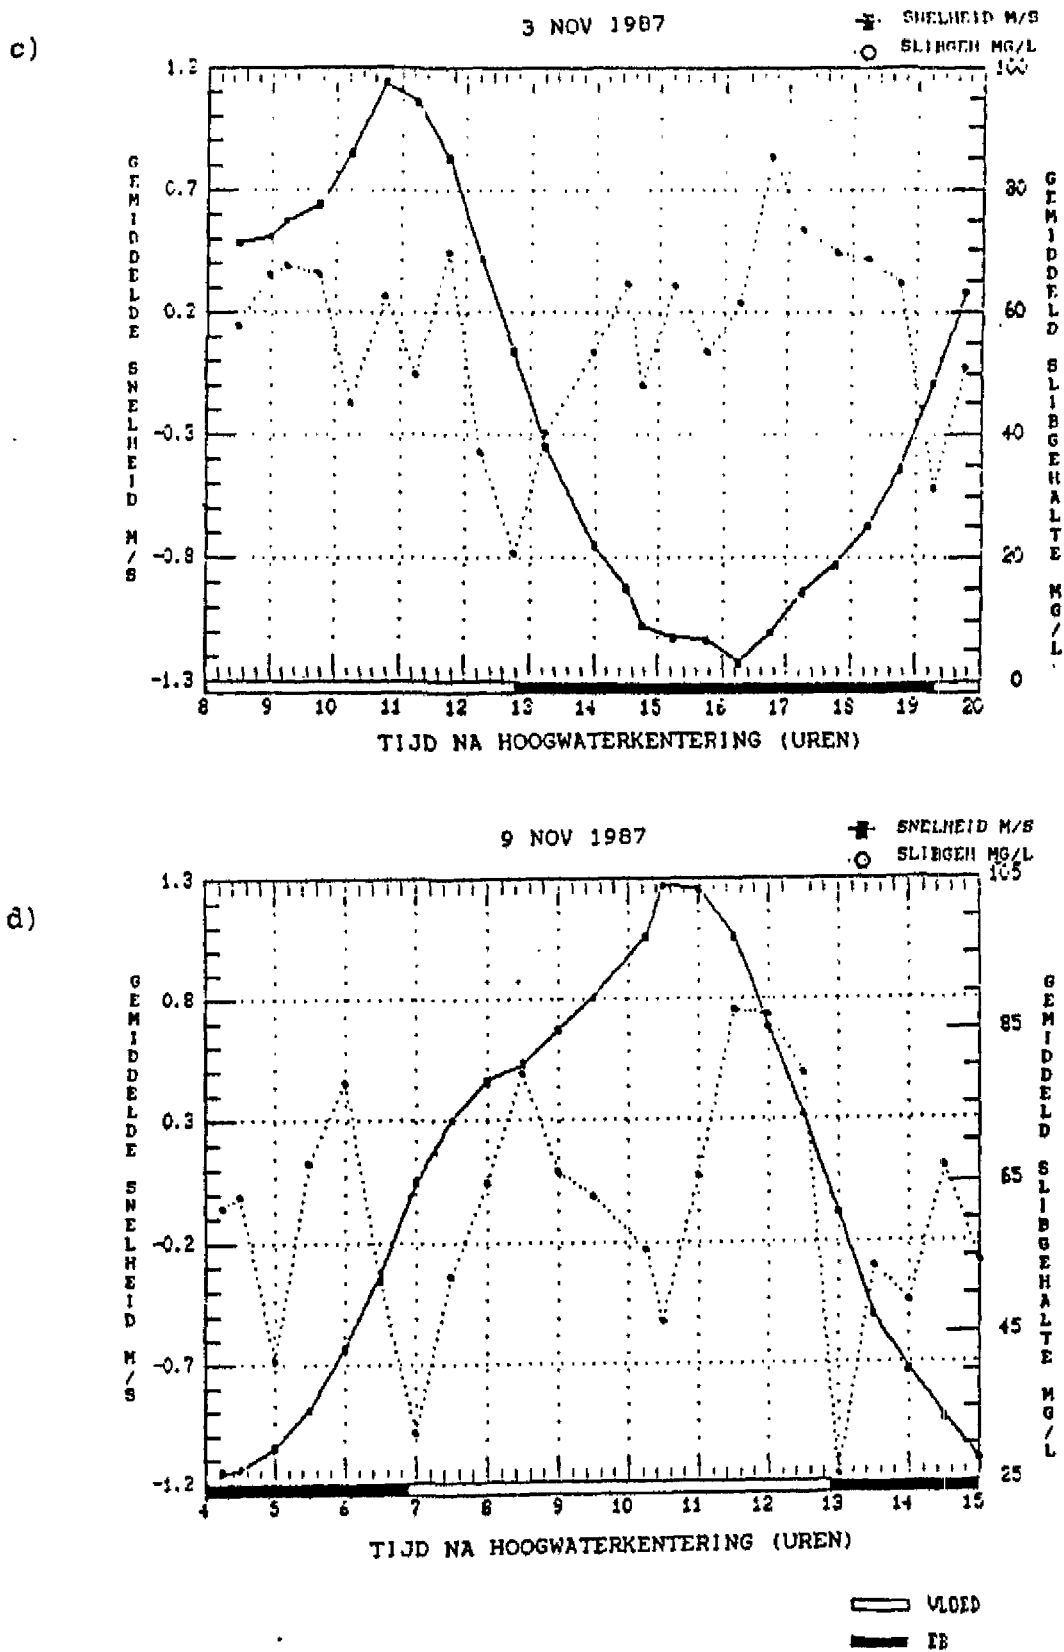 c)
3 NOV 1987
SNELHEID M/S
SLIBGEH MG/L
1.2
0.7
0.2
-0.3
-0.8
-1.3
100
80
60
40
20
0
GEMIDDELDE SNELHEID M/S
GEMIDDELD SLIBGEHALTE MG/L
8 9 10 11 12 13 14 15 16 17 18 19 20
TIJD NA HOOGWATERKENTERING (UREN)
d)
9 NOV 1987
SNELHEID M/S
SLIBGEH MG/L
1.3
0.8
0.3
-0.2
-0.7
-1.2
105
85
65
45
25
GEMIDDELDE SNELHEID M/S
GEMIDDELD SLIBGEHALTE MG/L
4 5 6 7 8 9 10 11 12 13 14 15
TIJD NA HOOGWATERKENTERING (UREN)
VLOED
EB